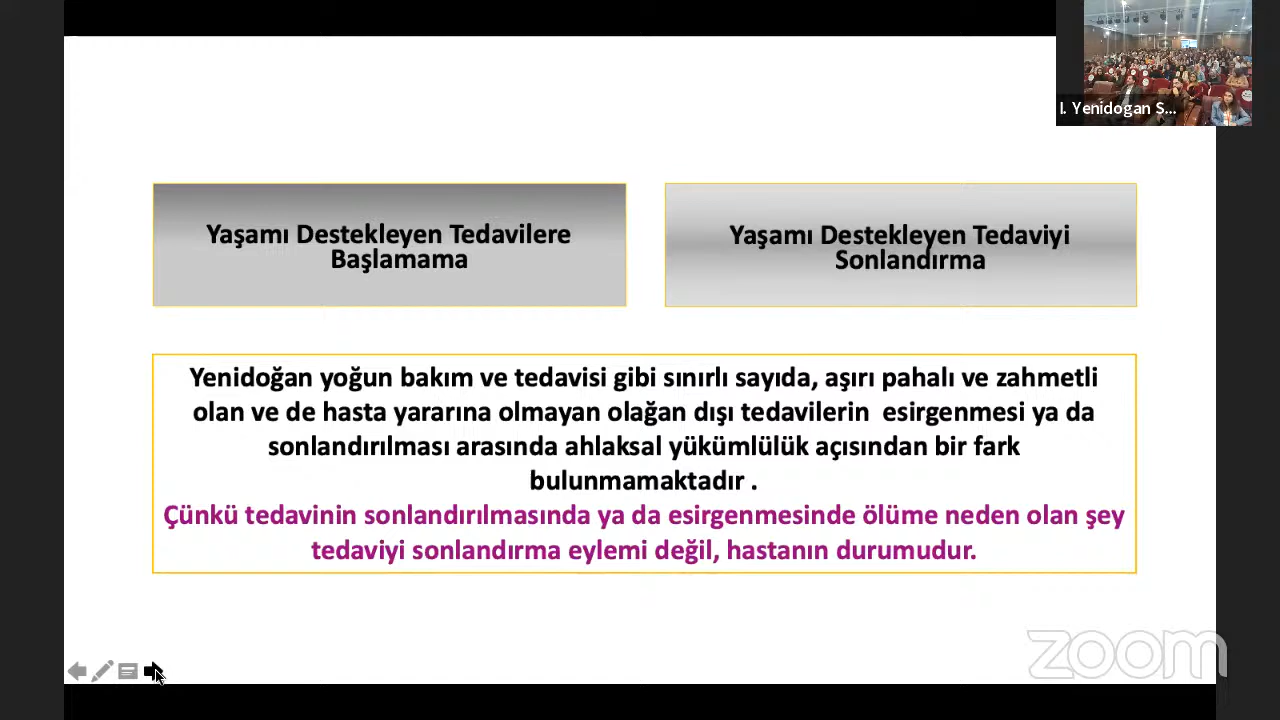 I. Yenidogan S...
Yaşamı Destekleyen Tedavilere
Başlamama
Yaşamı Destekleyen Tedaviyi
Sonlandırma
Yenidoğan yoğun bakım ve tedavisi gibi sınırlı sayıda, aşırı pahalı ve zahmetli
olan ve de hasta yararına olmayan olağan dışı tedavilerin esirgenmesi ya da
sonlandırılması arasında ahlaksal yükümlülük açısından bir fark
bulunmamaktadır .
Çünkü tedavinin sonlandırılmasında ya da esirgenmesinde ölüme neden olan şey
tedaviyi sonlandırma eylemi değil, hastanın durumudur.
zoom